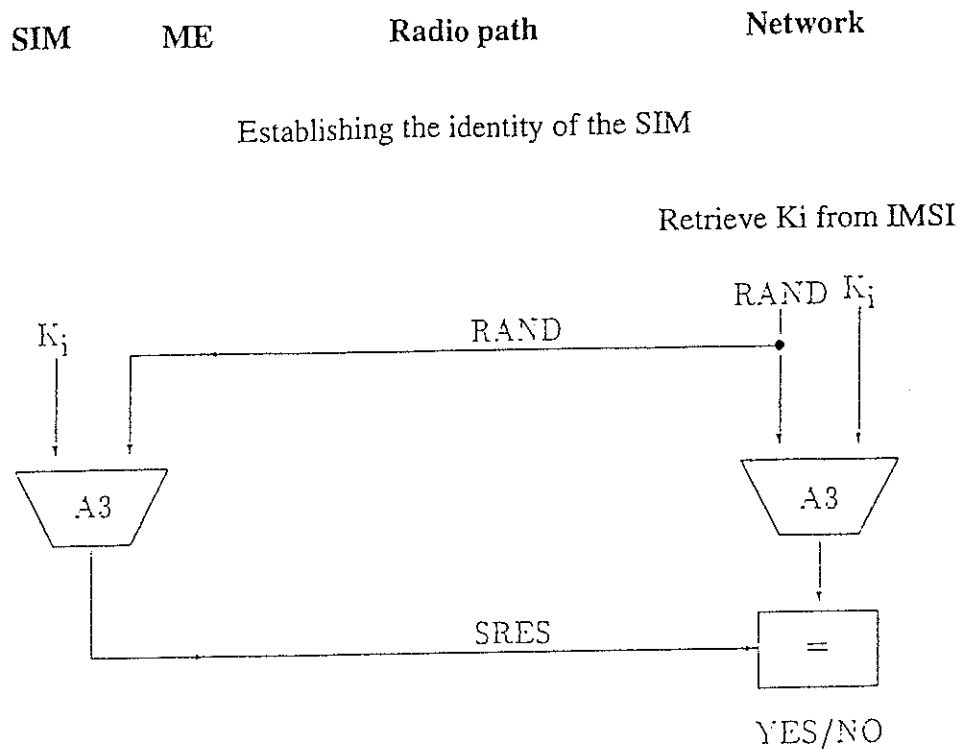 SIM ME Radio path Network
Establishing the identity of the SIM
Retrieve Ki from IMSI
RAND Ki
Ki RAND
A3 A3
SRES =
YES/NO